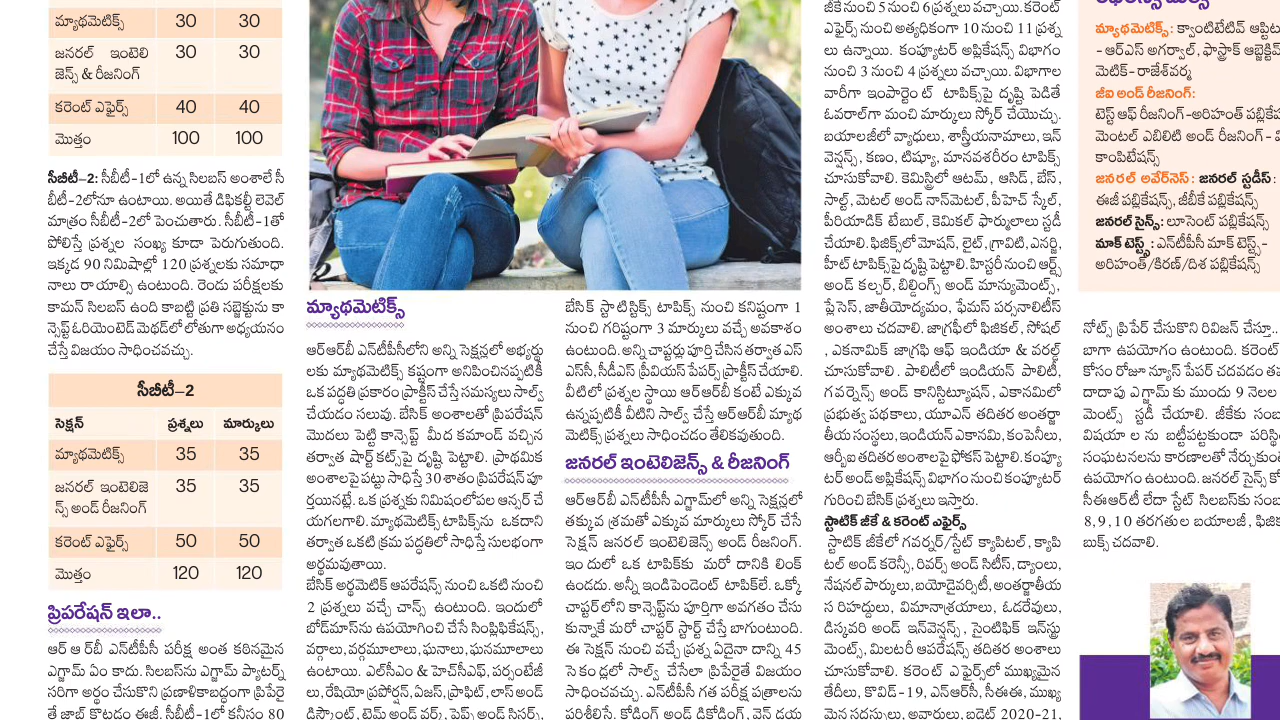 మ్యాథమెటిక్స్ 30 30
జనరల్ ఇంటెలి 30 30
జెన్స్ & రీజనింగ్
కరెంట్ ఎఫైర్స్ 40 40
మొత్తం 100 100
సీబీటీ–2: సీబీటీ-1లో ఉన్న సిలబస్ అంశాలే సీ
బీటీ-2లోనూ ఉంటాయి. అయితే డిఫికల్టీ లెవెల్
మాత్రం సీబీటీ-2లో పెంచుతారు. సీబీటీ-1తో
పోలిస్తే ప్రశ్నల సంఖ్య కూడా పెరుగుతుంది.
ఇక్కడ 90 నిమిషాల్లో 120 ప్రశ్నలకు సమాధా
నాలు రాయాల్సి ఉంటుంది. రెండు పరీక్షలకు
కామన్ సిలబస్ ఉంది కాబట్టి ప్రతి సబ్జెక్టును కా
న్సెప్ట్ ఓరియెంటెడ్ మెథడ్‌లో లోతుగా అధ్యయనం
చేస్తే విజయం సాధించవచ్చు.
సీబీటీ–2
సెక్షన్ ప్రశ్నలు మార్కులు
మ్యాథమెటిక్స్ 35 35
జనరల్ ఇంటెలిజె 35 35
న్స్ అండ్ రీజనింగ్
కరెంట్ ఎఫైర్స్ 50 50
మొత్తం 120 120
ప్రిపరేషన్ ఇలా..
ఆర్ ఆర్ బీ ఎన్‌టీపీసీ పరీక్ష అంత కఠినమైన
ఎగ్జామ్ ఏం కాదు. సిలబస్‌ను ఎగ్జామ్ ప్యాటర్న్
సరిగా అర్థం చేసుకుని ప్రణాళికాబద్ధంగా ప్రిపేరై
తే జాబ్ కొట్టడం ఈజీ. సీబీటీ-1లో కనీసం 80
మ్యాథమెటిక్స్
ఆర్ఆర్‌బీ ఎన్‌టీపీసీలోని అన్ని సెక్షన్లలో అభ్యర్థు
లకు మ్యాథమెటిక్స్ కష్టంగా అనిపించినప్పటికీ
ఒక పద్ధతి ప్రకారం ప్రాక్టీస్ చేస్తే సమస్యలు సాల్వ్
చేయడం సలువు. బేసిక్ అంశాలతో ప్రిపరేషన్
మొదలు పెట్టి కాన్సెప్ట్ మీద కమాండ్ వచ్చిన
తర్వాత షార్ట్ కట్స్‌పై దృష్టి పెట్టాలి. ప్రాథమిక
అంశాలపై పట్టు సాధిస్తే 30 శాతం ప్రిపరేషన్ పూ
ర్తయినట్లే. ఒక ప్రశ్నకు నిమిషంలోపల ఆన్సర్ చే
యగలగాలి. మ్యాథమెటిక్స్ టాపిక్స్‌ను ఒకదాని
తర్వాత ఒకటి క్రమ పద్ధతిలో సాధిస్తే సులభంగా
అర్థమవుతాయి.
బేసిక్ అర్థమెటిక్ ఆపరేషన్స్ నుంచి ఒకటి నుంచి
2 ప్రశ్నలు వచ్చే చాన్స్ ఉంటుంది. ఇందులో
బోడ్‌మాస్‌ను ఉపయోగించి చేసే సింప్లిఫికేషన్స్,
వర్గాలు, వర్గమూలాలు, ఘనాలు, ఘనమూలాలు
ఉంటాయి. ఎల్‌సీఎం & హెచ్‌సీఎఫ్, పర్సంటేజీ
లు, రేషియో ప్రపోర్షన్, ఏజస్, ప్రాఫిట్, లాస్ అండ్
డిస్కౌంట్, టైమ్ అండ్ వర్క్, పైప్స్ అండ్ సిస్టర్న్స్,
బేసిక్ స్టాటిస్టిక్స్ టాపిక్స్ నుంచి కనిష్టంగా 1
నుంచి గరిష్టంగా 3 మార్కులు వచ్చే అవకాశం
ఉంటుంది. అన్ని చాప్టర్లు పూర్తి చేసిన తర్వాత ఎస్
ఎస్‌సీ, సీడీఎస్ ప్రీవియస్ పేపర్స్ ప్రాక్టీస్ చేయాలి.
వీటిలో ప్రశ్నల స్థాయి ఆర్ఆర్‌బీ కంటే ఎక్కువ
ఉన్నప్పటికీ వీటిని సాల్వ్ చేస్తే ఆర్ఆర్‌బీ మ్యాథ
మెటిక్స్ ప్రశ్నలు సాధించడం తేలికవుతుంది.
జనరల్ ఇంటెలిజెన్స్ & రీజనింగ్
ఆర్ఆర్‌బీ ఎన్‌టీపీసీ ఎగ్జామ్‌లో అన్ని సెక్షన్లల్లో
తక్కువ శ్రమతో ఎక్కువ మార్కులు స్కోర్ చేసే
సెక్షన్ జనరల్ ఇంటెలిజెన్స్ అండ్ రీజనింగ్.
ఇందులో ఒక టాపిక్‌కు మరో దానికి లింక్
ఉండదు. అన్నీ ఇండిపెండెంట్ టాపిక్‌లే. ఒక్కో
చాప్టర్‌లోని కాన్సెప్ట్‌ను పూర్తిగా అవగతం చేసు
కున్నాకే మరో చాప్టర్ స్టార్ట్ చేస్తే బాగుంటుంది.
ఈ సెక్షన్ నుంచి వచ్చే ప్రశ్న ఏదైనా దాన్ని 45
సెకండ్లలో సాల్వ్ చేసేలా ప్రిపేరైతే విజయం
సాధించవచ్చు. ఎన్‌టీపీసీ గత పరీక్ష పత్రాలను
పరిశీలిస్తే. కోడింగ్ అండ్ డికోడింగ్, వెన్ డయ
జీకే నుంచి 5 నుంచి 6 ప్రశ్నలు వచ్చాయి. కరెంట్
ఎఫైర్స్ నుంచి అత్యధికంగా 10 నుంచి 11 ప్రశ్న
లు ఉన్నాయి. కంప్యూటర్ అప్లికేషన్స్ విభాగం
నుంచి 3 నుంచి 4 ప్రశ్నలు వచ్చాయి. విభాగాల
వారీగా ఇంపార్టెంట్ టాపిక్స్‌పై దృష్టి పెడితే
ఓవరాల్‌గా మంచి మార్కులు స్కోర్ చేయొచ్చు.
బయాలజీలో వ్యాధులు, శాస్త్రీయనామాలు, ఇన్
వెన్షన్స్, కణం, టిష్యూ, మానవశరీరం టాపిక్స్
చూసుకోవాలి. కెమిస్ట్రిలో ఆటమ్, ఆసిడ్, బేస్,
సాల్ట్, మెటల్ అండ్ నాన్‌మెటల్, పీహెచ్ స్కేల్,
పీరియాడిక్ టేబుల్, కెమికల్ ఫార్ములాలు స్టడీ
చేయాలి. ఫిజిక్స్‌లో మోషన్, లైట్, గ్రావిటి, ఎనర్జి,
హీట్ టాపిక్స్‌పై దృష్టి పెట్టాలి. హిస్టరీ నుంచి ఆర్ట్స్
అండ్ కల్చర్, బిల్డింగ్స్ అండ్ మాన్యుమెంట్స్,
ప్లేసెస్, జాతీయోద్యమం, ఫేమస్ పర్సనాలిటీస్
అంశాలు చదవాలి. జాగ్రఫీలో ఫిజికల్, సోషల్
, ఎకనామిక్ జాగ్రఫి ఆఫ్ ఇండియా & వరల్డ్
చూసుకోవాలి. పాలిటీలో ఇండియన్ పాలిటీ,
గవర్నెన్స్ అండ్ కానిస్టిట్యూషన్, ఎకానమిలో
ప్రభుత్వ పథకాలు, యూఎన్ తదితర అంతర్జా
తీయ సంస్థలు, ఇండియన్ ఎకానమి, కంపెనీలు,
ఆర్బీఐ తదితర అంశాలపై ఫోకస్ పెట్టాలి. కంప్యూ
టర్ అండ్ అప్లికేషన్స్ విభాగం నుంచి కంప్యూటర్
గురించి బేసిక్ ప్రశ్నలు ఇస్తారు.
స్టాటిక్ జీకే & కరెంట్ ఎఫైర్స్
స్టాటిక్ జీకేలో గవర్నర్/స్టేట్ క్యాపిటల్, క్యాపి
టల్ అండ్ కరెన్సీ, రివర్స్ అండ్ సిటీస్, డ్యాంలు,
నేషనల్ పార్కులు, బయోడైవర్సిటీ, అంతర్జాతీయ
స రిహద్దులు, విమానాశ్రయాలు, ఓడరేవులు,
డిస్కవరి అండ్ ఇన్‌వెన్షన్స్, సైంటిఫిక్ ఇన్‌స్ట్రు
మెంట్స్, మిలటరీ ఆపరేషన్స్ తదితర అంశాలు
చూసుకోవాలి. కరెంట్ ఎఫైర్స్‌లో ముఖ్యమైన
తేదీలు, కొవిడ్-19, ఎన్ఆర్‌సీ, సీఈఈ, ముఖ్య
మైన సదస్సులు, అవార్డులు, బడ్జెట్ 2020-21,
మ్యాథమెటిక్స్: క్వాంటిటేటివ్ ఆప్టిట
- ఆర్ఎస్ అగర్వాల్, ఫాస్ట్రాక్ అబ్జెక్టివ్
మెటిక్- రాజేశ్‌వర్మ
జీఐ అండ్ రీజనింగ్:
టెస్ట్ ఆఫ్ రీజనింగ్ -అరిహంత్ పబ్లికే
మెంటల్ ఎబిలిటి అండ్ రీజనింగ్ -
కాంపిటేషన్స్
జనరల్ అవేర్‌నెస్: జనరల్ స్టడీస్:
ఈజీ పబ్లికేషన్స్, జీబీకే పబ్లికేషన్స్
జనరల్ సైన్స్: లూసెంట్ పబ్లికేషన్స్
మాక్ టెస్ట్స్: ఎన్‌టీపీసీ మాక్ టెస్ట్స్-
అరిహంత్/కిరణ్/దిశ పబ్లికేషన్స్
నోట్స్ ప్రిపేర్ చేసుకొని రివిజన్ చేస్తూ..
బాగా ఉపయోగం ఉంటుంది. కరెంట్
కోసం రోజూ న్యూస్ పేపర్ చదవడం తప
దాదాపు ఎగ్జామ్ కు ముందు 9 నెలల
మెంట్స్ స్టడీ చేయాలి. జీకేకు సంబ
విషయాలను బట్టీపట్టకుండా పరిస్థి
సంఘటనలను కారణాలతో నేర్చుకుంటే
ఉపయోగం ఉంటుంది. జనరల్ సైన్స్ కో
సీఈఆర్‌టీ లేదా స్టేట్ సిలబస్‌కు సంబ
8,9,10 తరగతుల బయాలజీ, ఫిజి
బుక్స్ చదవాలి.